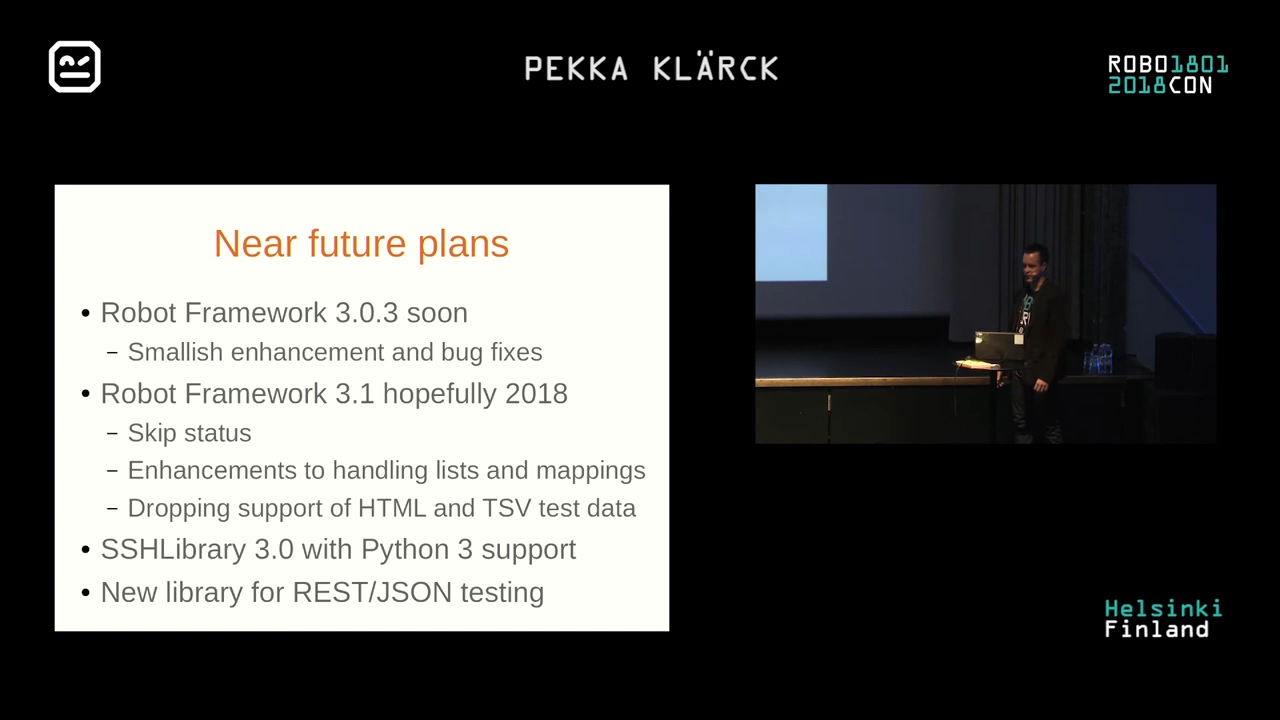 PEKKA KLÄRCK
ROBO1801
2018CON
Near future plans
• Robot Framework 3.0.3 soon
– Smallish enhancement and bug fixes
• Robot Framework 3.1 hopefully 2018
– Skip status
– Enhancements to handling lists and mappings
– Dropping support of HTML and TSV test data
• SSHLibrary 3.0 with Python 3 support
• New library for REST/JSON testing
Helsinki
Finland